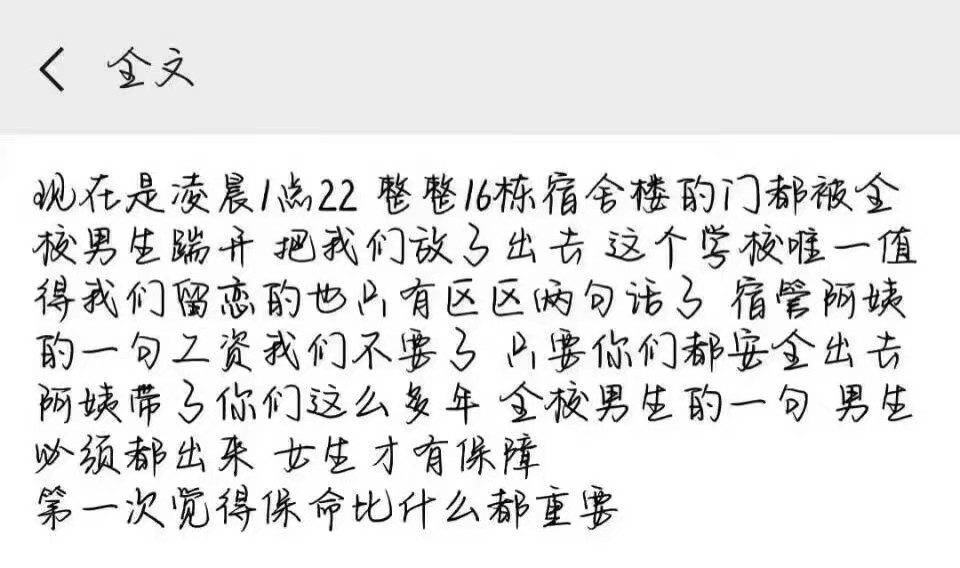 全文
现在是凌晨1点22 整整16栋宿舍楼的门都被全
校男生踹开 把我们放了出去 这个学校唯一值
得我们留恋的也只有区区两句话了 宿管阿姨
的一句工资我们不要了 只要你们都安全出去
阿姨带了你们这么多年 全校男生的一句 男生
必须都出来 女生才有保障
第一次觉得保命比什么都重要